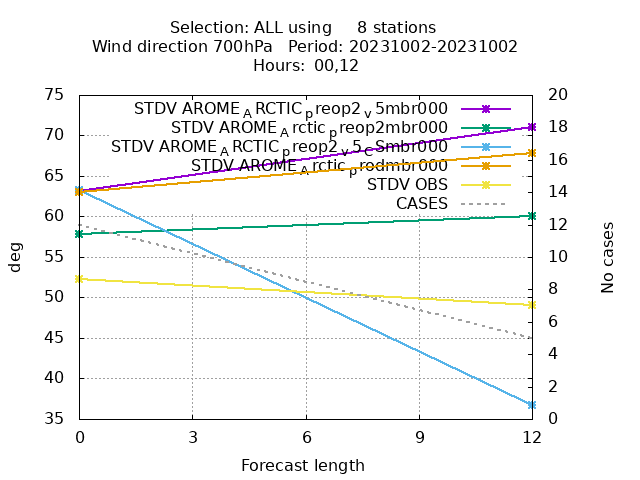 Selection: ALL using 8 stations
Wind direction 700hPa Period: 20231002-20231002
Hours: 00,12
75 20
STDV AROME_ARCTIC_preop2_v5mbr000
70 18
STDV AROME_Arctic_preop2mbr000
STDV AROME_ARCTIC_preop2_v5_CSmbr000
16
STDV AROME_Arctic_prodmbr000
65
STDV OBS
14
CASES
60
12
55 10
50 8
6
45
4
40
2
35 0
0 3 6 9 12
Forecast length
deg
No cases